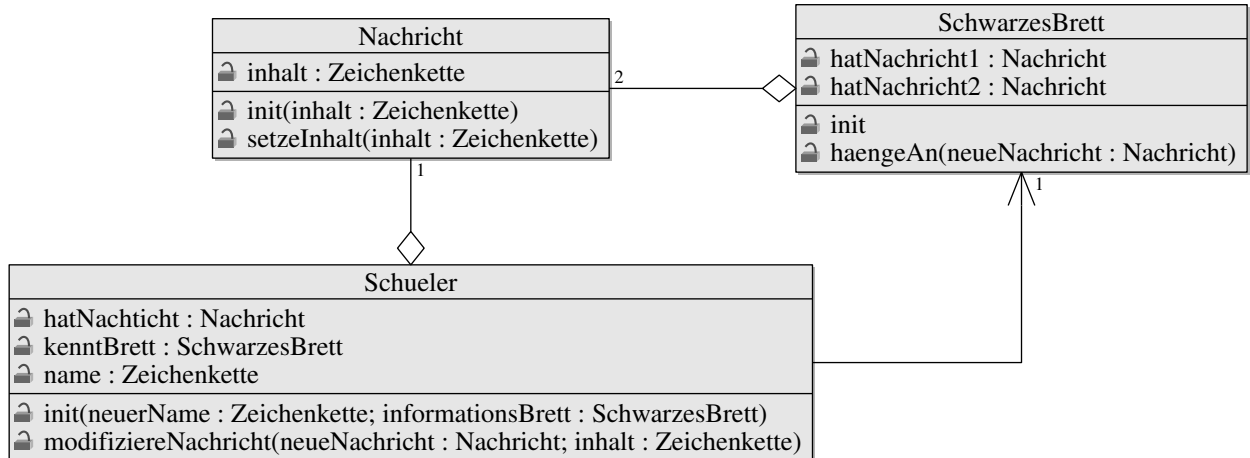 Nachricht
inhalt : Zeichenkette
init(inhalt : Zeichenkette)
setzeInhalt(inhalt : Zeichenkette)
2
1
SchwarzesBrett
hatNachricht1 : Nachricht
hatNachricht2 : Nachricht
init
haengeAn(neueNachricht : Nachricht)
1
Schueler
hatNachticht : Nachricht
kenntBrett : SchwarzesBrett
name : Zeichenkette
init(neuerName : Zeichenkette; informationsBrett : SchwarzesBrett)
modifiziereNachricht(neueNachricht : Nachricht; inhalt : Zeichenkette)